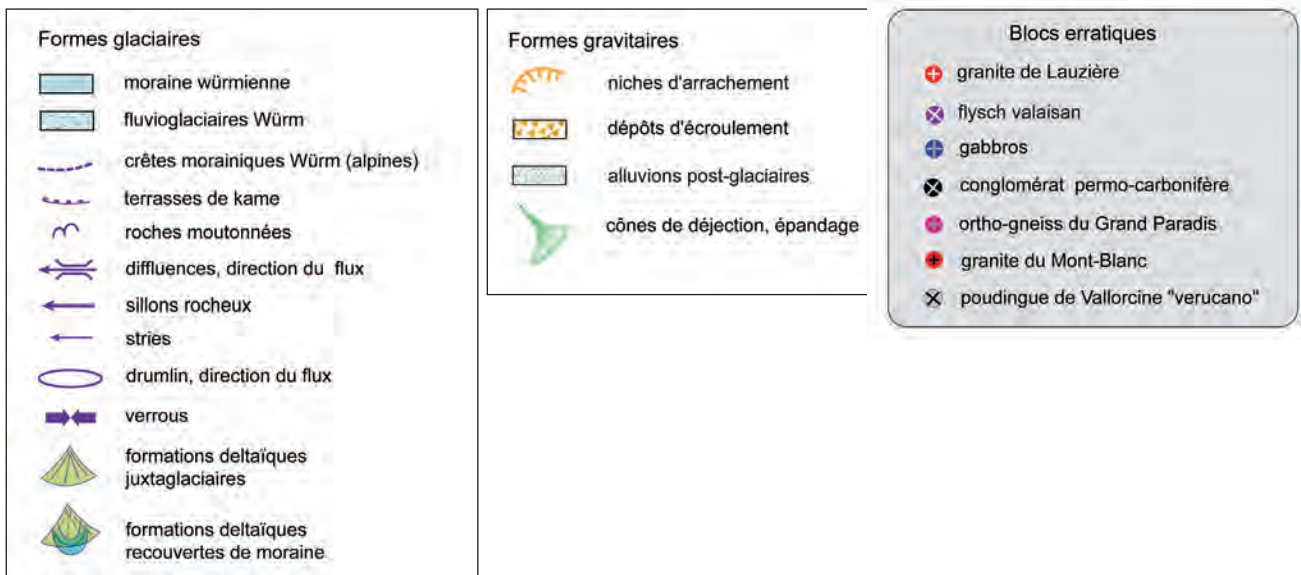 Formes glaciaires
moraine würmienne
fluvioglaciaires Würm
crêtes morainiques Würm (alpines)
terrasses de kame
roches moutonnées
diffluences, direction du flux
sillons rocheux
stries
drumlin, direction du flux
verrous
formations deltaïques
juxtaglaciaires
formations deltaïques
recouvertes de moraine
Formes gravitaires
niches d'arrachement
dépôts d'écroulement
alluvions post-glaciaires
cônes de déjection, épandage
Blocs erratiques
granite de Lauzière
flysch valaisan
gabbros
conglomérat permo-carbonifère
ortho-gneiss du Grand Paradis
granite du Mont-Blanc
poudingue de Vallorcine "verucano"